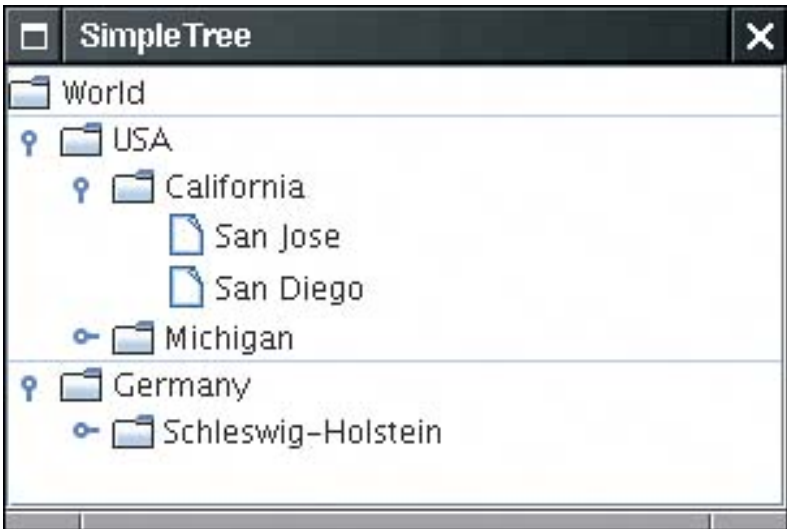 SimpleTree
World
USA
California
San Jose
San Diego
Michigan
Germany
Schleswig-Holstein